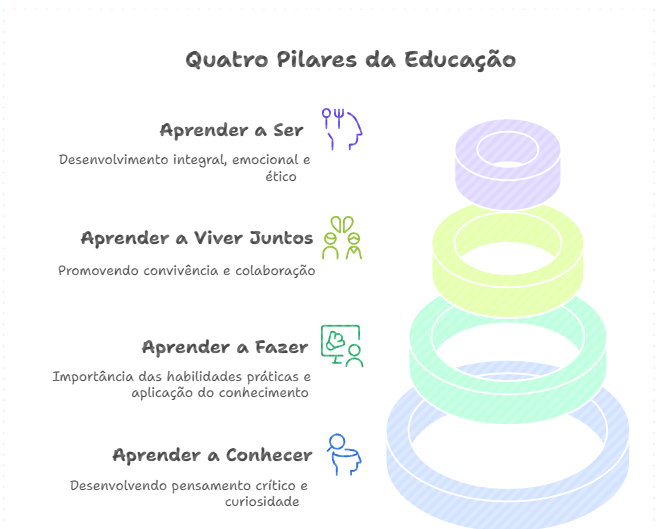 Quatro Pilares da Educação
Aprender a Ser
Desenvolvimento integral, emocional e
ético
Aprender a Viver Juntos
Promovendo convivência e colaboração
Aprender a Fazer
Importância das habilidades práticas e
aplicação do conhecimento
Aprender a Conhecer
Desenvolvendo pensamento crítico e
curiosidade